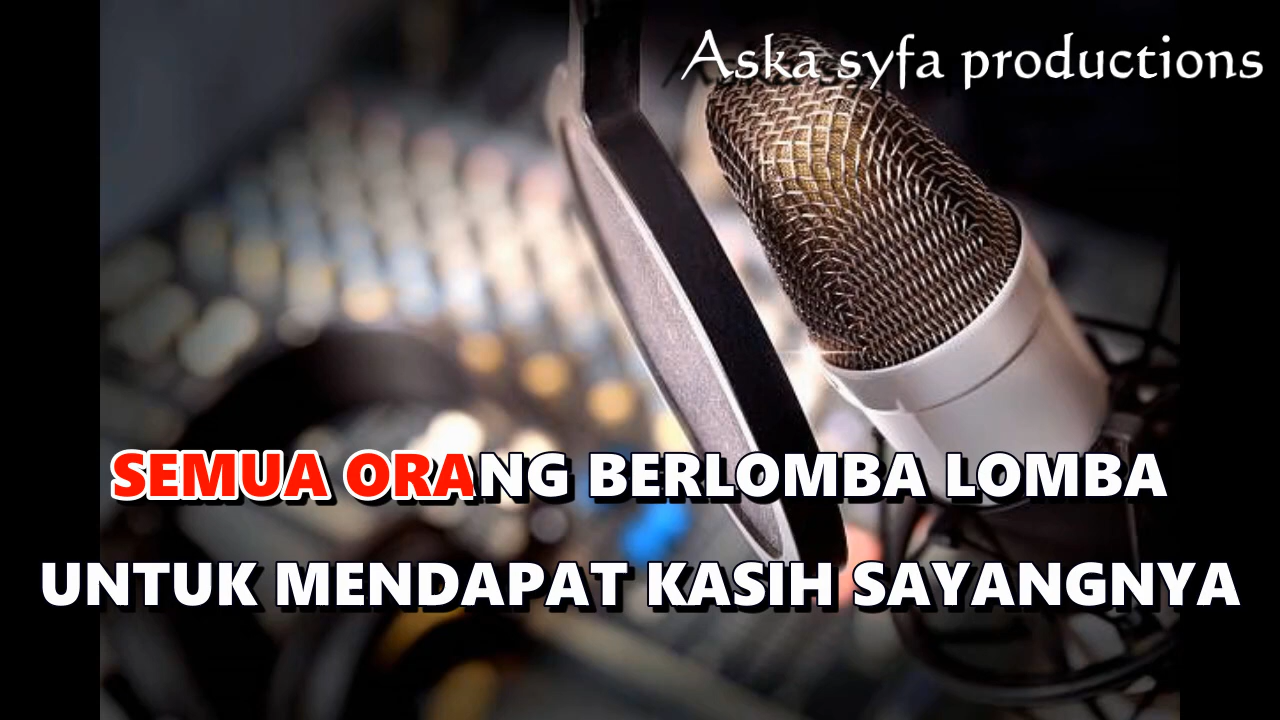 Aska syfa productions
SEMUA ORANG BERLOMBA LOMBA
UNTUK MENDAPAT KASIH SAYANGNYA